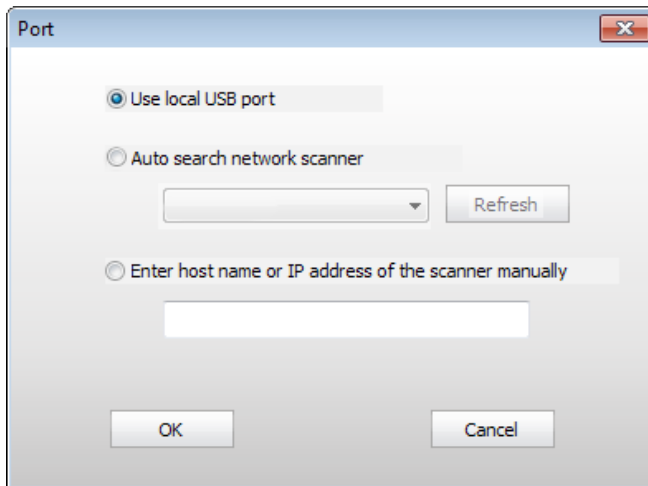 Port
Use local USB port
Auto search network scanner
Refresh
Enter host name or IP address of the scanner manually
OK Cancel